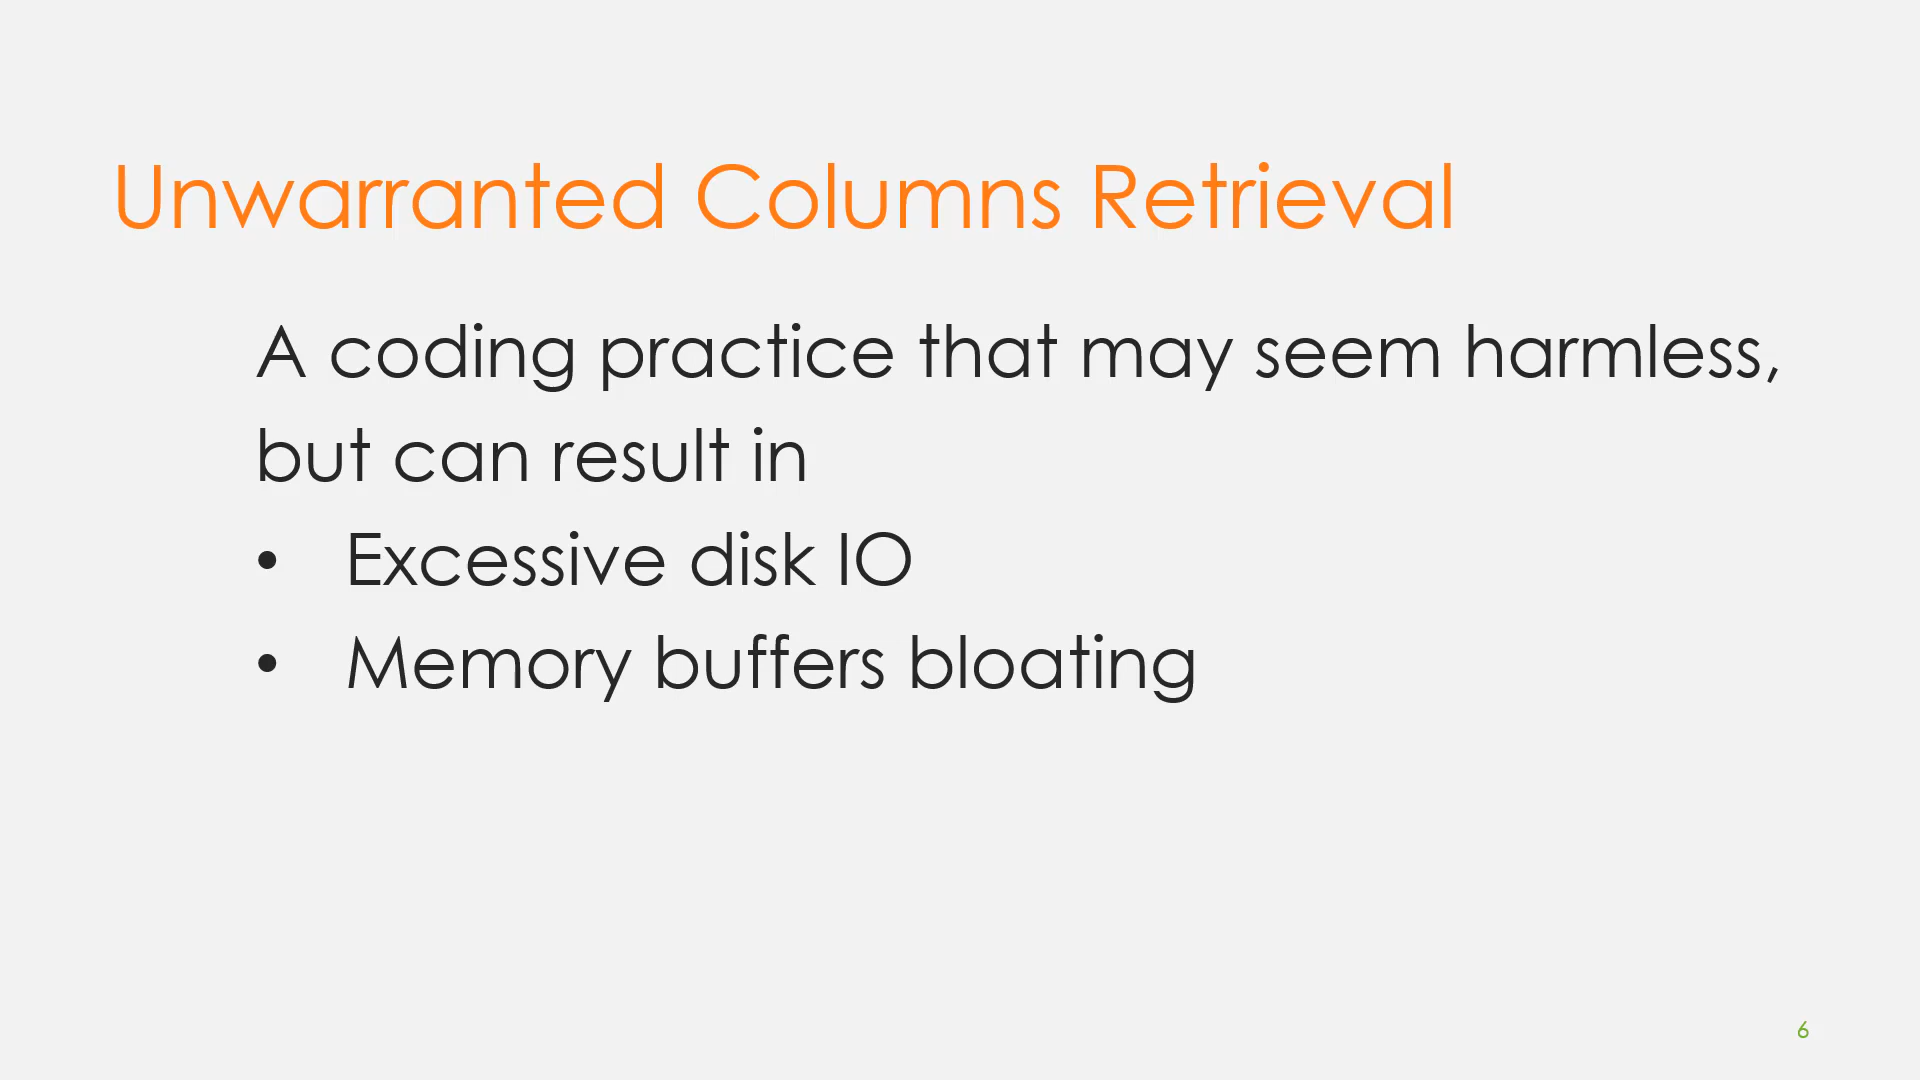 Unwarranted Columns Retrieval
A coding practice that may seem harmless,
but can result in
• Excessive disk IO
• Memory buffers bloating
6